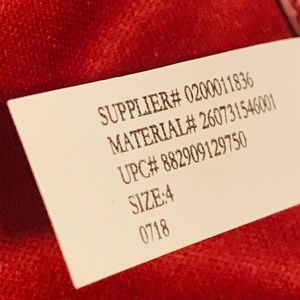 SUPPLIER# 0200011836
MATERIAL# 260731546001
UPC# 882909129750
SIZE:4
0718